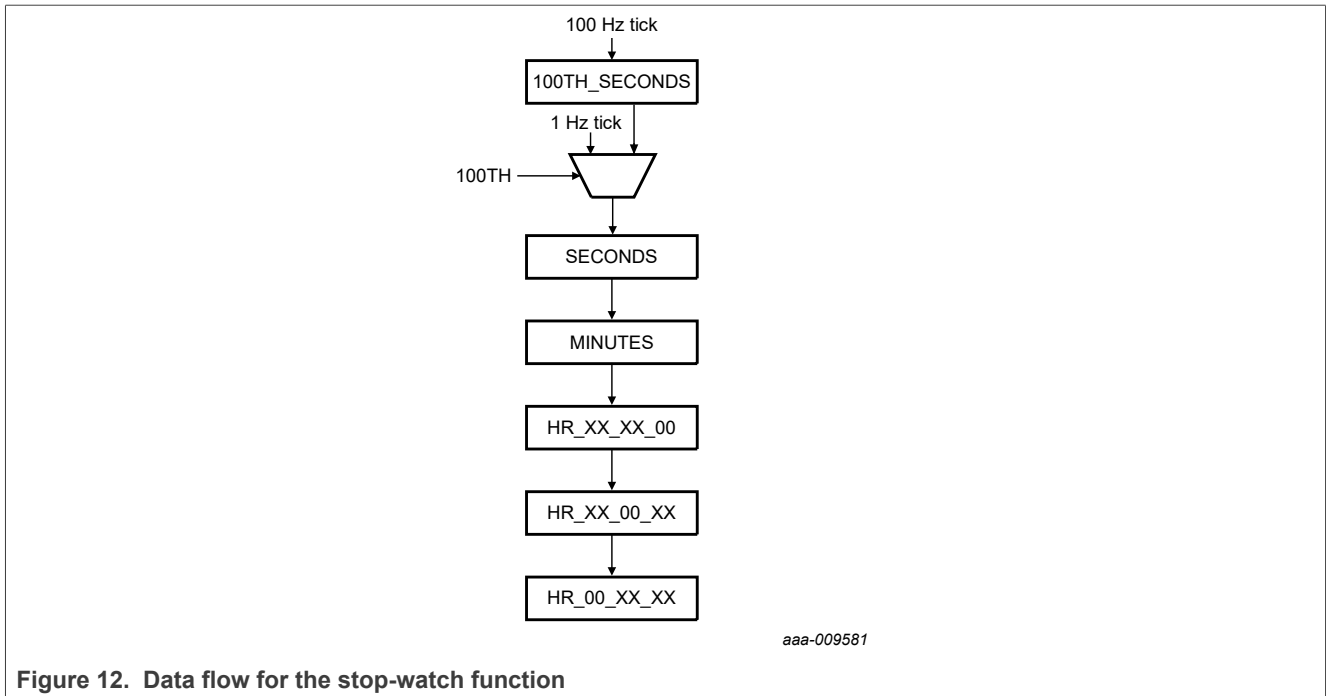 100 Hz tick
100TH_SECONDS
1 Hz tick
100TH
SECONDS
MINUTES
HR_XX_XX_00
HR_XX_00_XX
HR_00_XX_XX
aaa-009581
Figure 12. Data flow for the stop-watch function